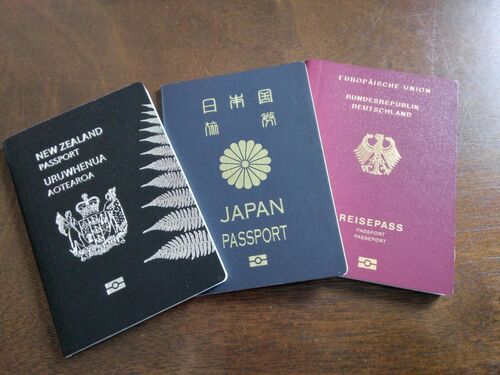 NEW ZEALAND
PASSPORT
URUWHENUA
AOTEAROA
日本国
旅券
JAPAN
PASSPORT
EUROPÄISCHE UNION
BUNDESREPUBLIK
DEUTSCHLAND
REISEPASS
PASSPORT
PASSEPORT